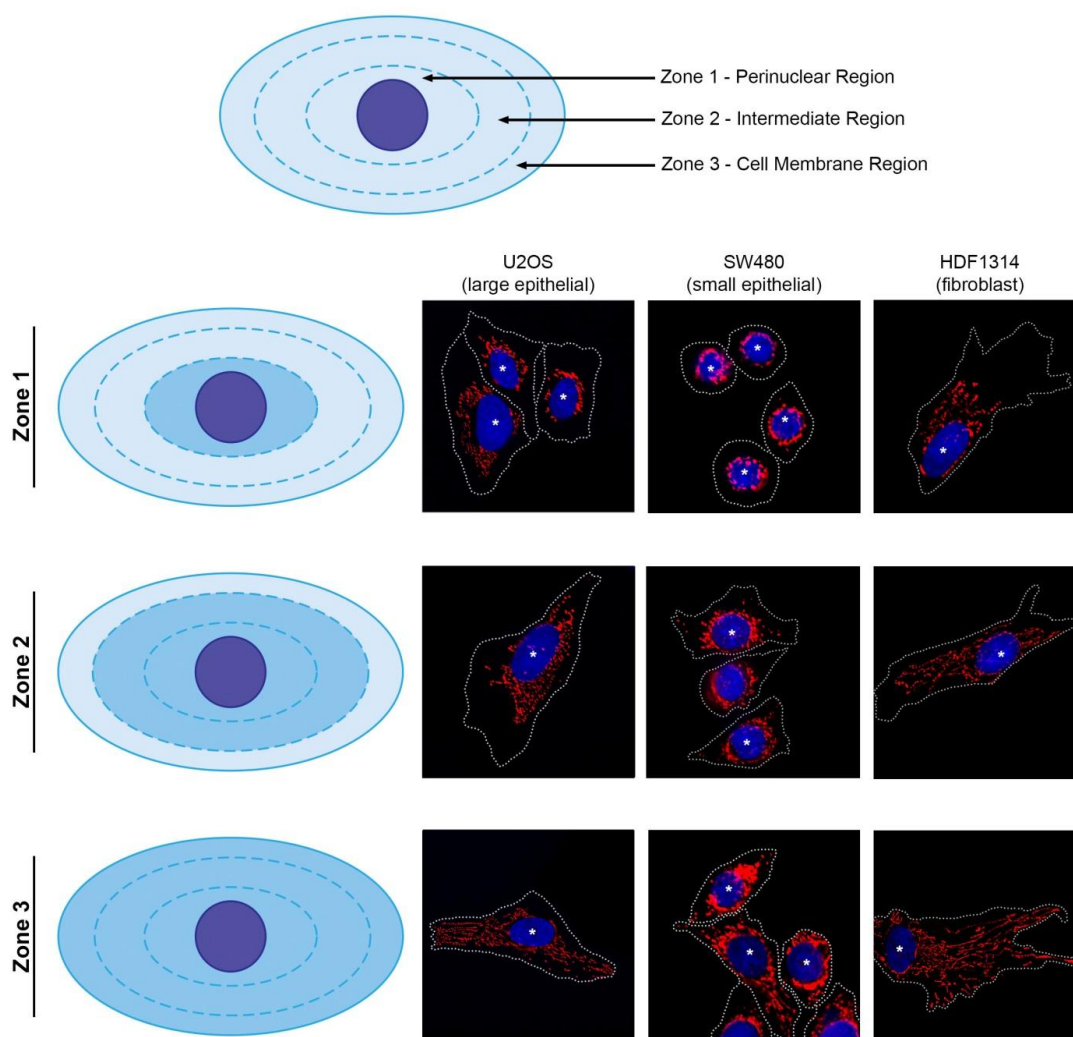 Zone 1 - Perinuclear Region
Zone 2 - Intermediate Region
Zone 3 - Cell Membrane Region
U2OS
(large epithelial)
SW480
(small epithelial)
HDF1314
(fibroblast)
Zone 1
* * * * * * * *
Zone 2
* * * *
Zone 3
* * * * *